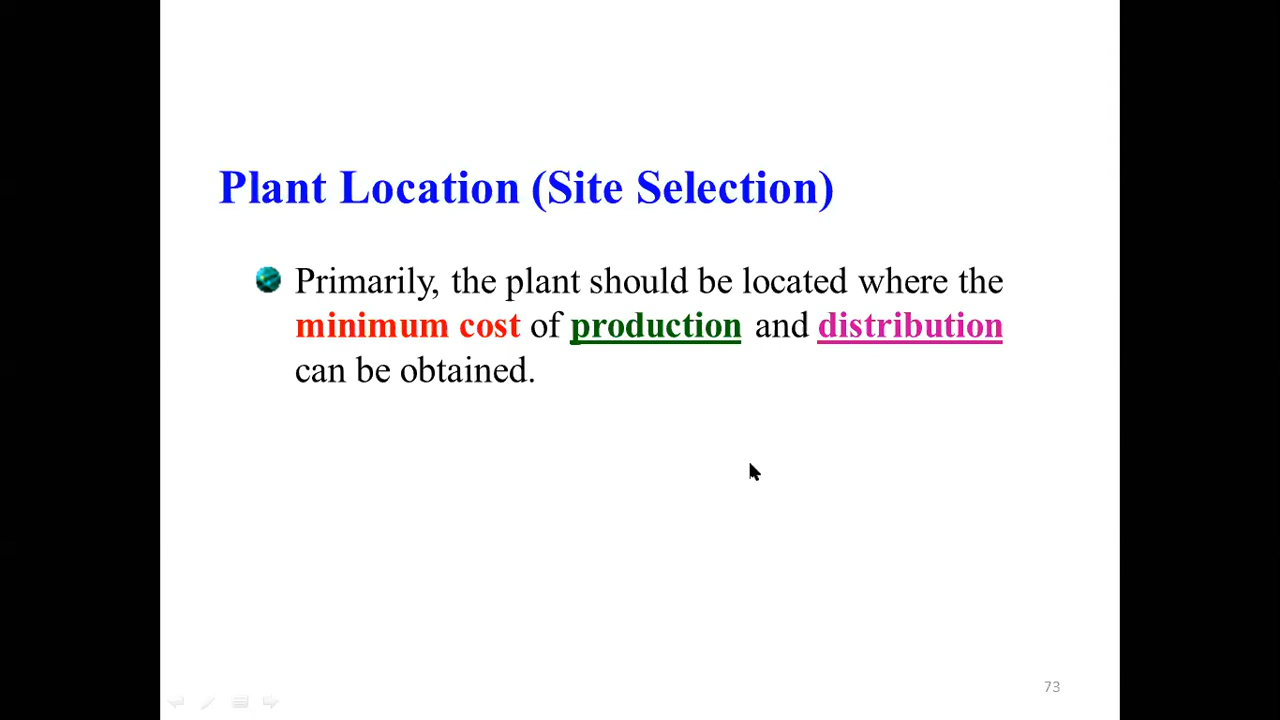 Plant Location (Site Selection)
Primarily, the plant should be located where the
minimum cost of production and distribution
can be obtained.
73